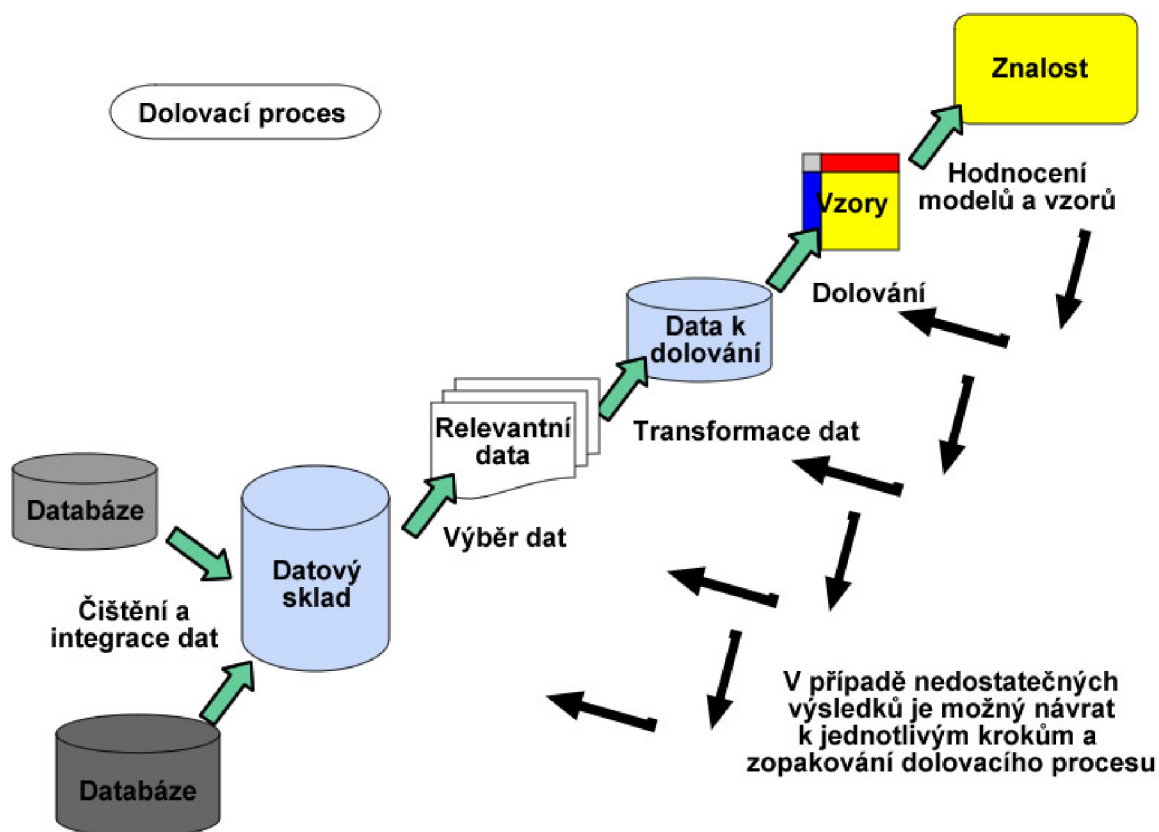 Znalost
Dolovací proces
Hodnocení
modelů a vzorů
Vzory
Dolování
Data k
dolování
Transformace dat
Relevantní
data
Výběr dat
Databáze
Datový
sklad
Čištění a
integrace dat
Databáze
V případě nedostatečných
výsledků je možný návrat
k jednotlivým krokům a
zopakování dolovacího procesu